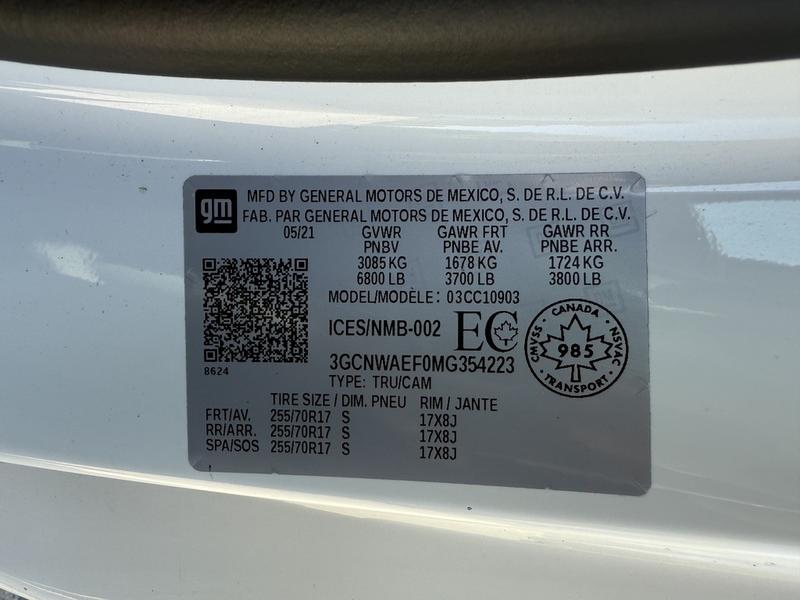 gm
MFD BY GENERAL MOTORS DE MEXICO, S. DE R.L. DE C.V.
FAB. PAR GENERAL MOTORS DE MEXICO, S. DE R.L. DE C.V.
05/21 GVWR GAWR FRT GAWR RR
PNBV PNBE AV. PNBE ARR.
3085 KG 1678 KG 1724 KG
6800 LB 3700 LB 3800 LB
MODEL/MODÈLE: 03CC10903
ICES/NMB-002 EC
CANADA
CMVSS 985 NSVAC
TRANSPORT
3GCNWAEF0MG354223
8624
TYPE: TRU/CAM
TIRE SIZE / DIM. PNEU RIM / JANTE
FRT/AV. 255/70R17 S 17X8J
RR/ARR. 255/70R17 S 17X8J
SPA/SOS 255/70R17 S 17X8J